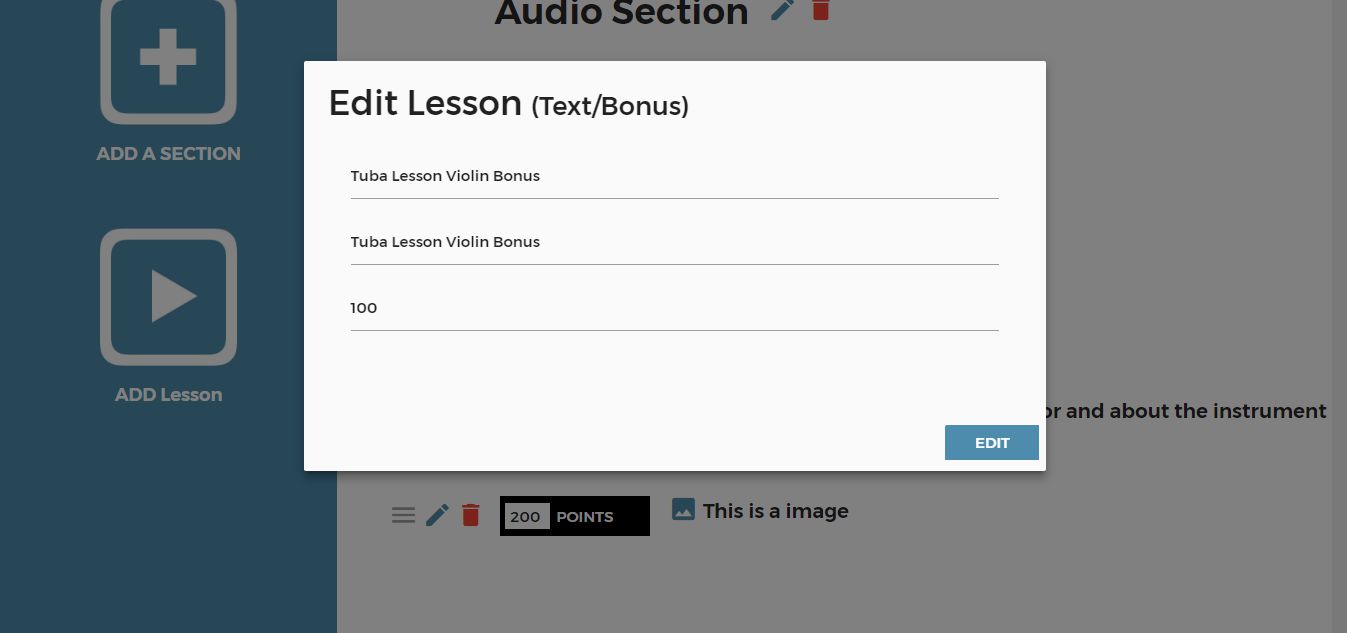 Audio Section
ADD A SECTION
ADD Lesson
Edit Lesson (Text/Bonus)
Tuba Lesson Violin Bonus
Tuba Lesson Violin Bonus
100
EDIT
and about the instrument
200 POINTS
This is a image